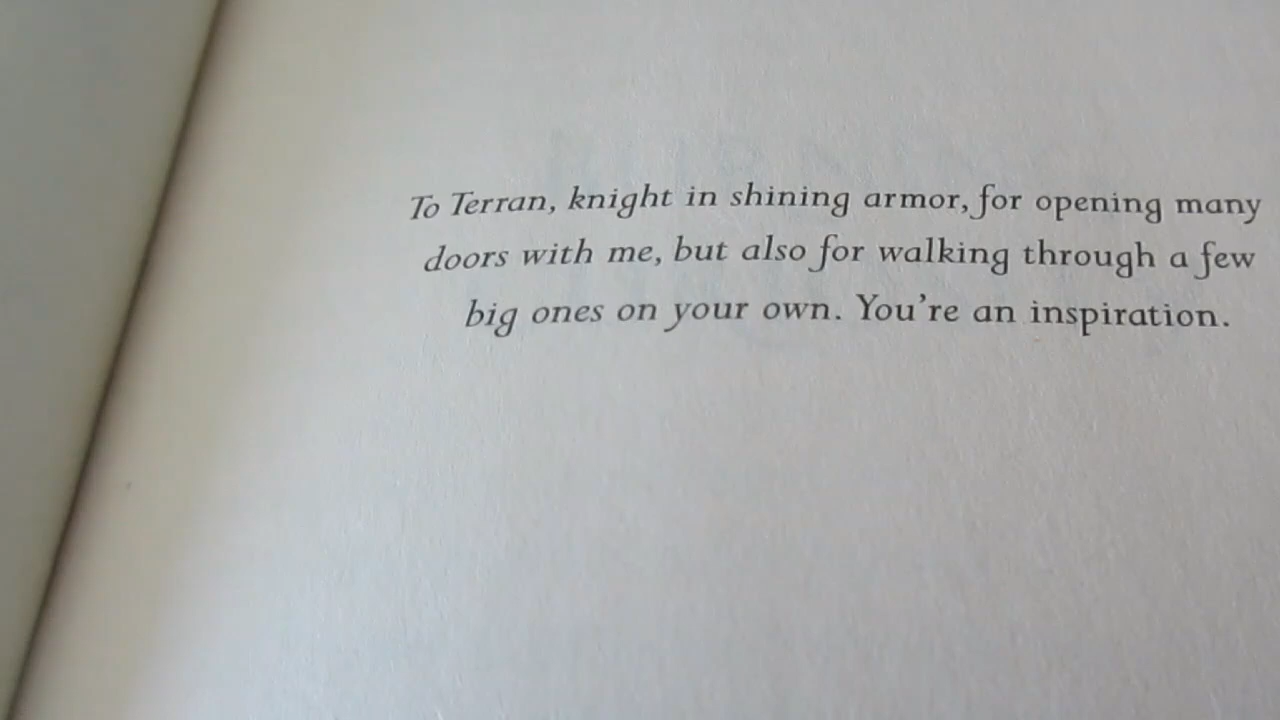 To Terran, knight in shining armor, for opening many
doors with me, but also for walking through a few
big ones on your own. You're an inspiration.